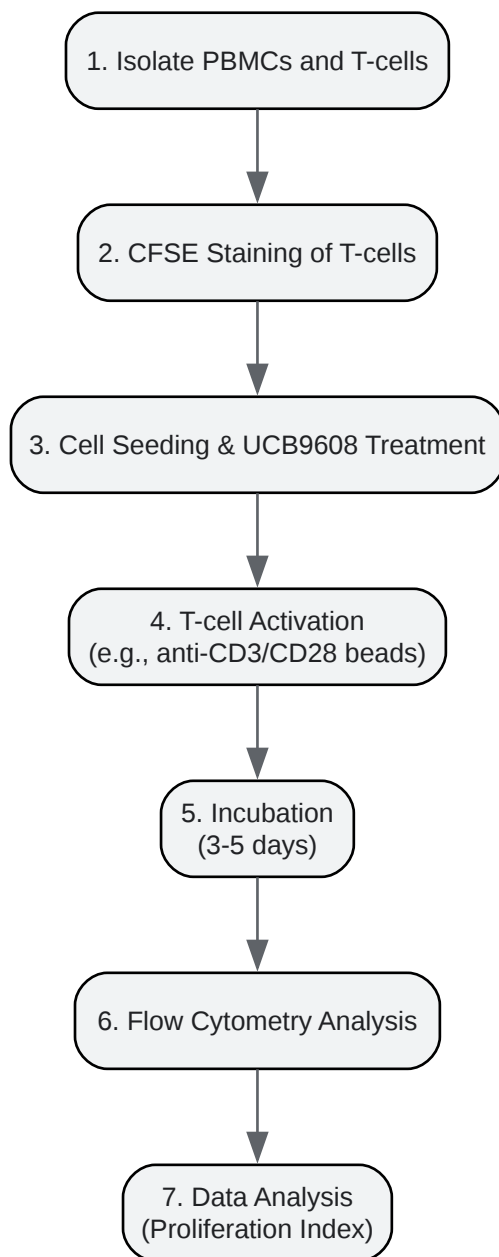 1. Isolate PBMCs and T-cells
2. CFSE Staining of T-cells
3. Cell Seeding & UCB9608 Treatment
4. T-cell Activation
(e.g., anti-CD3/CD28 beads)
5. Incubation
(3-5 days)
6. Flow Cytometry Analysis
7. Data Analysis
(Proliferation Index)